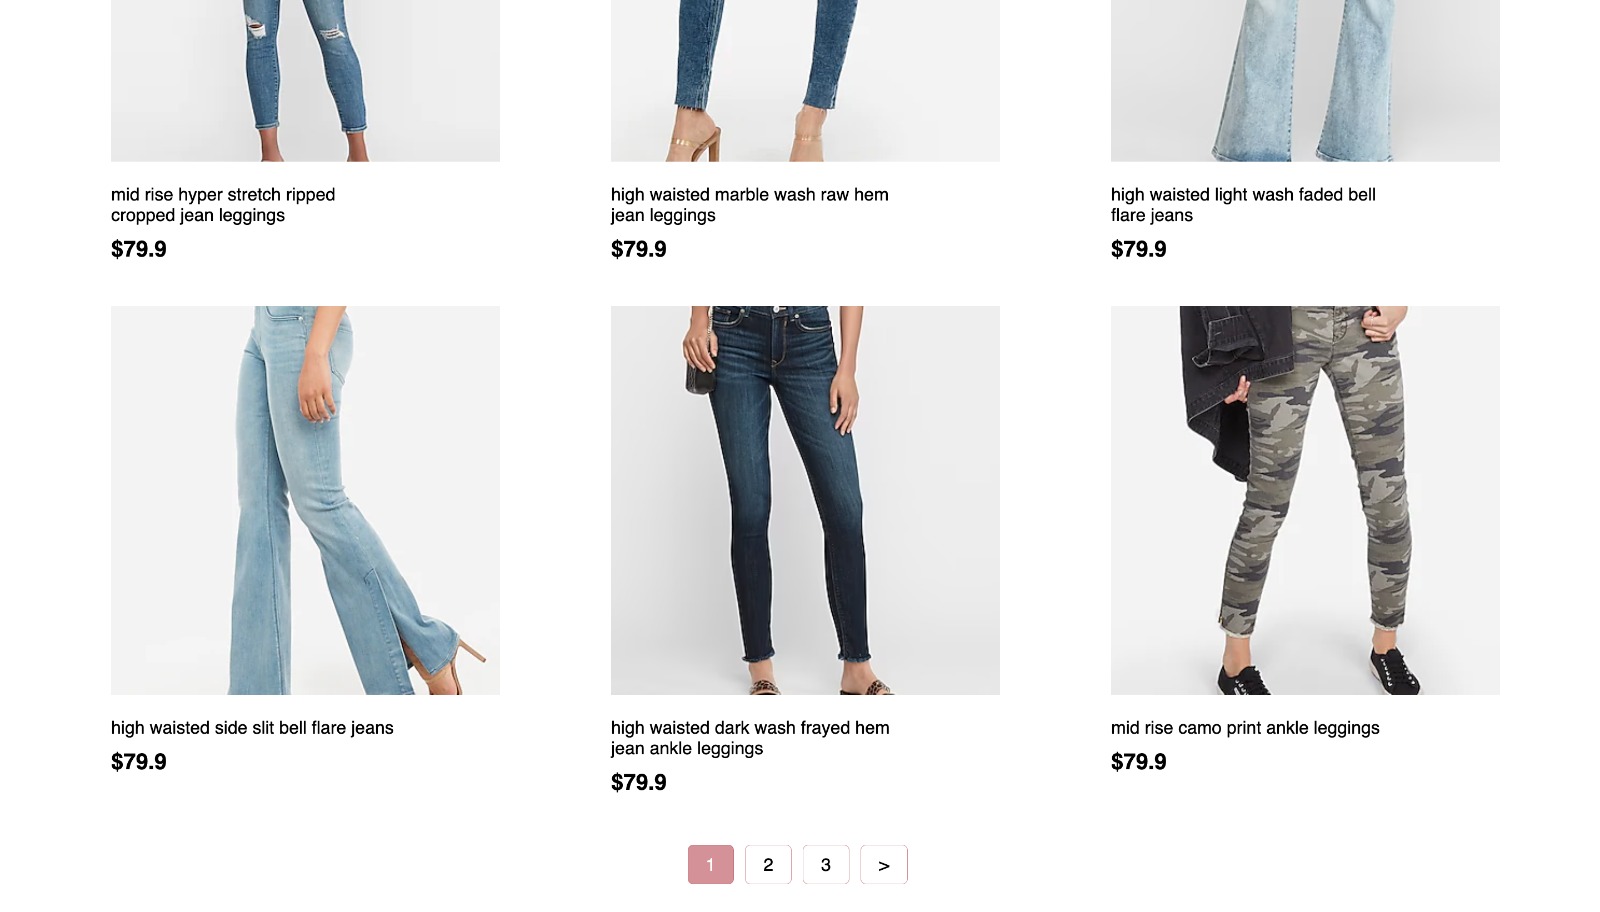 mid rise hyper stretch ripped
cropped jean leggings
$79.9
high waisted marble wash raw hem
jean leggings
$79.9
high waisted light wash faded bell
flare jeans
$79.9
high waisted side slit bell flare jeans
$79.9
high waisted dark wash frayed hem
jean ankle leggings
$79.9
mid rise camo print ankle leggings
$79.9
1 2 3 >